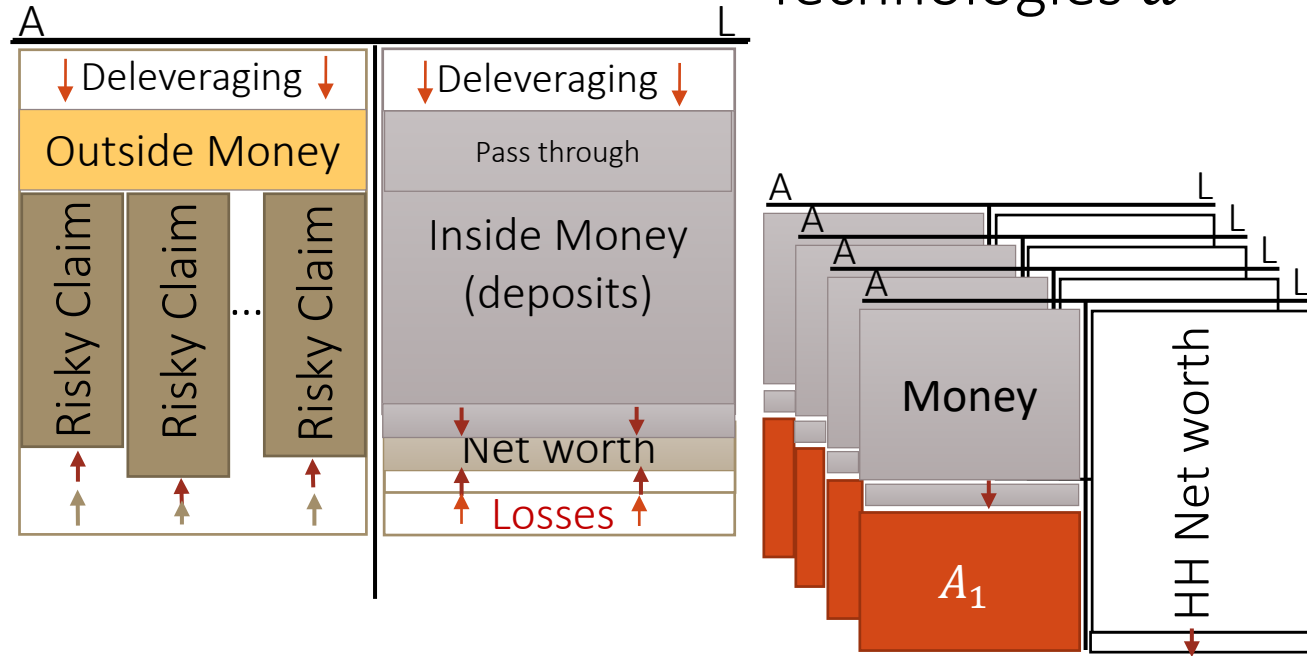 Technologies 𝑎
A
L
Deleveraging
Deleveraging
Outside Money
Pass through
Risky Claim
Risky Claim
...
Risky Claim
Inside Money
(deposits)
Net worth
Losses
A
L
A
L
A
L
A
L
Money
A₁
HH Net worth